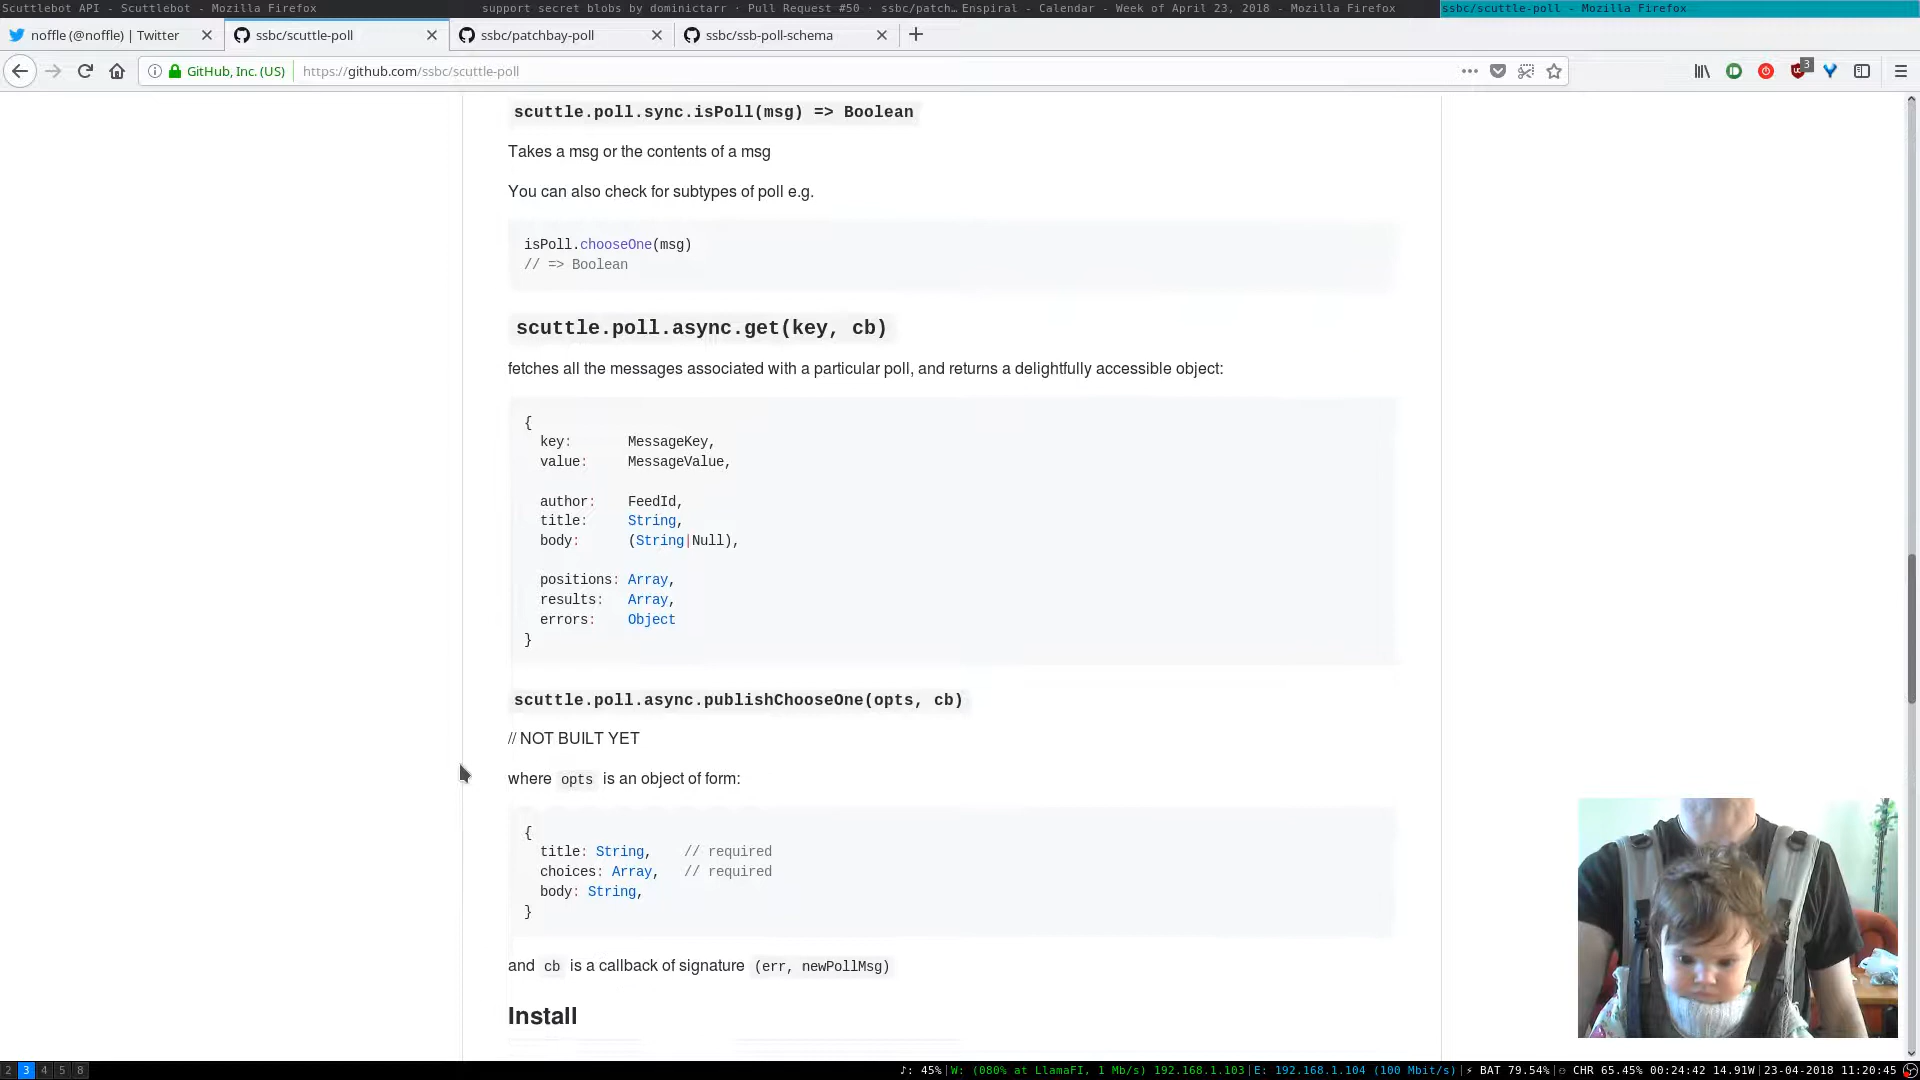 Scuttlebot API - Scuttlebot - Mozilla Firefox
support secret blobs by dominictarr · Pull Request #50 · ssbc/patch…
Enspiral - Calendar - Week of April 23, 2018 - Mozilla Firefox
ssbc/scuttle-poll - Mozilla Firefox
noffle (@noffle) | Twitter
ssbc/scuttle-poll
ssbc/patchbay-poll
ssbc/ssb-poll-schema
GitHub, Inc. (US)
https://github.com/ssbc/scuttle-poll
3
scuttle.poll.sync.isPoll(msg) => Boolean
Takes a msg or the contents of a msg
You can also check for subtypes of poll e.g.
isPoll.chooseOne(msg)
// => Boolean
scuttle.poll.async.get(key, cb)
fetches all the messages associated with a particular poll, and returns a delightfully accessible object:
{
key: MessageKey,
value: MessageValue,
author: FeedId,
title: String,
body: (String|Null),
positions: Array,
results: Array,
errors: Object
}
scuttle.poll.async.publishChooseOne(opts, cb)
// NOT BUILT YET
where opts is an object of form:
{
title: String, // required
choices: Array, // required
body: String,
}
and cb is a callback of signature (err, newPollMsg)
Install
2 3 4 5 8
♪: 45%|W: (080% at LlamaFI, 1 Mb/s) 192.168.1.103|E: 192.168.1.104 (100 Mbit/s)|⚡ BAT 79.54%|☺ CHR 65.45% 00:24:42 14.91W|23-04-2018 11:20:45